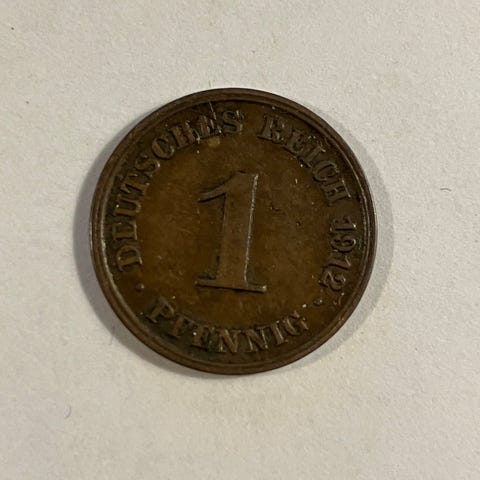 · DEUTSCHES REICH 1912 ·
1
PFENNIG